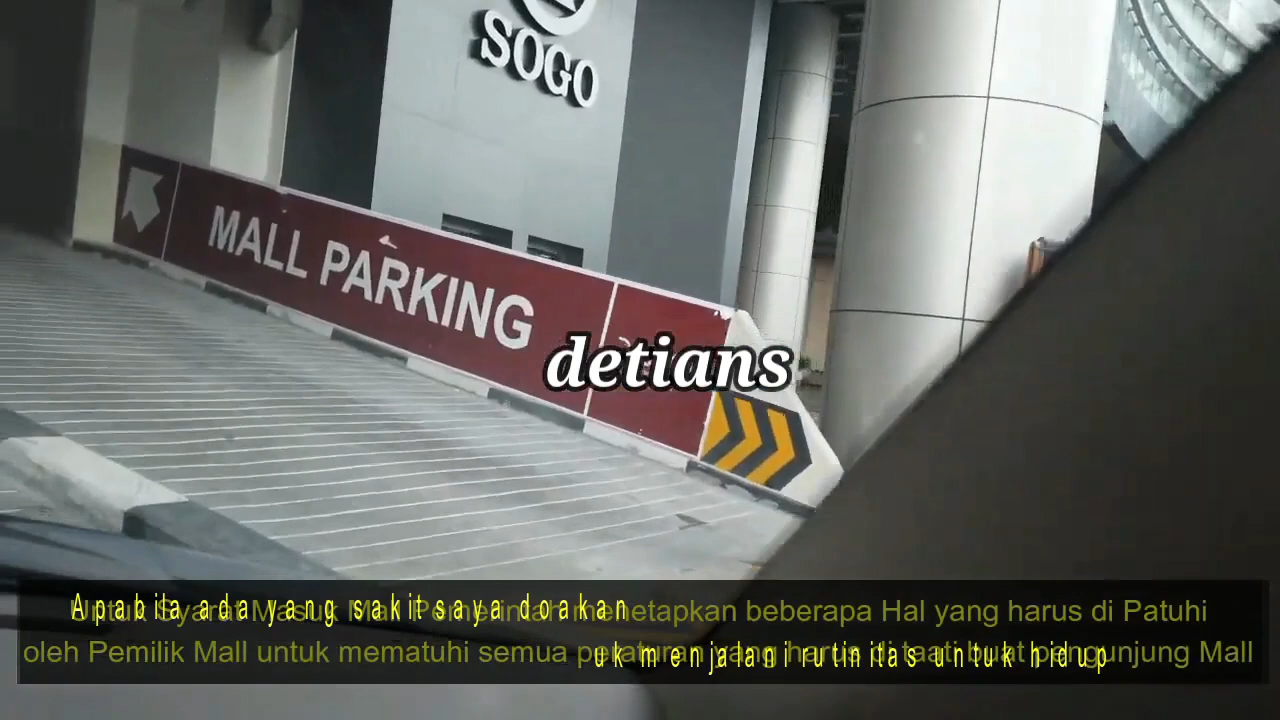 SOGO
MALL PARKING
detians
Apabila ada yang sakit saya doakan
Untuk Syarat Masuk Mall Pemerintah menetapkan beberapa Hal yang harus di Patuhi
oleh Pemilik Mall untuk mematuhi semua peraturan yang harus di taati buat pengunjung Mall
uk menjalani rutinitas untuk hidup